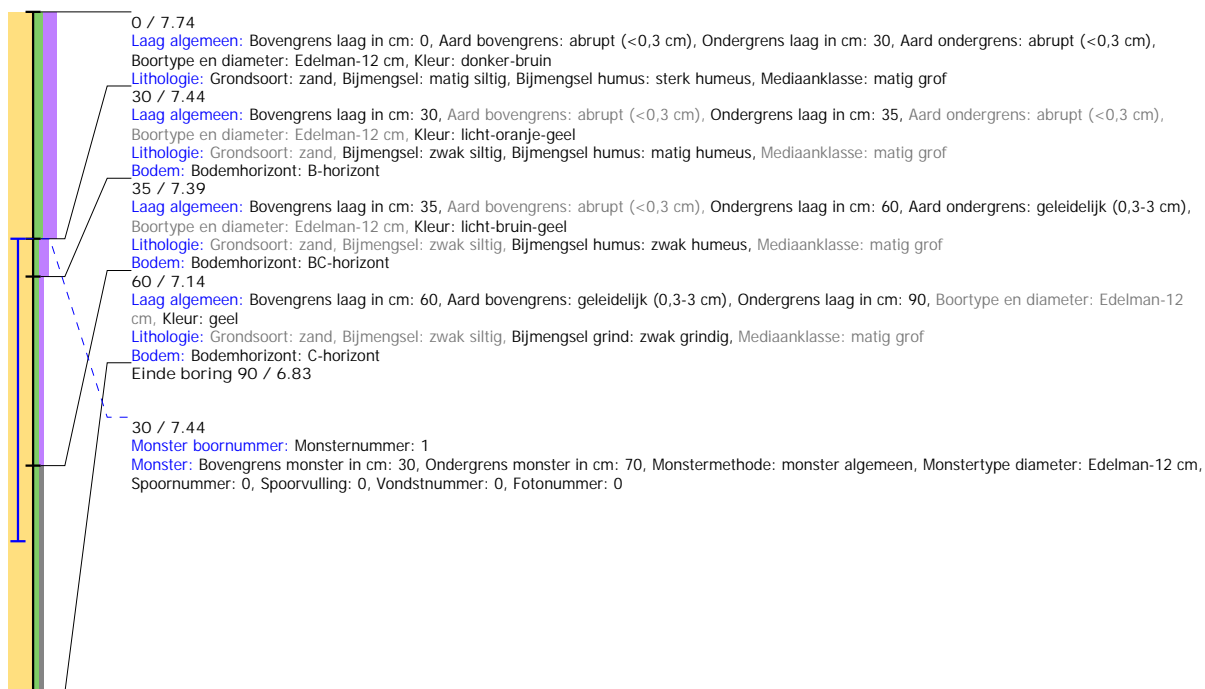 0 / 7.74
Laag algemeen: Bovengrens laag in cm: 0, Aard bovengrens: abrupt (<0,3 cm), Ondergrens laag in cm: 30, Aard ondergrens: abrupt (<0,3 cm),
Boortype en diameter: Edelman-12 cm, Kleur: donker-bruin
Lithologie: Grondsoort: zand, Bijmengsel: matig siltig, Bijmengsel humus: sterk humeus, Mediaanklasse: matig grof
30 / 7.44
Laag algemeen: Bovengrens laag in cm: 30, Aard bovengrens: abrupt (<0,3 cm), Ondergrens laag in cm: 35, Aard ondergrens: abrupt (<0,3 cm),
Boortype en diameter: Edelman-12 cm, Kleur: licht-oranje-geel
Lithologie: Grondsoort: zand, Bijmengsel: zwak siltig, Bijmengsel humus: matig humeus, Mediaanklasse: matig grof
Bodem: Bodemhorizont: B-horizont
35 / 7.39
Laag algemeen: Bovengrens laag in cm: 35, Aard bovengrens: abrupt (<0,3 cm), Ondergrens laag in cm: 60, Aard ondergrens: geleidelijk (0,3-3 cm),
Boortype en diameter: Edelman-12 cm, Kleur: licht-bruin-geel
Lithologie: Grondsoort: zand, Bijmengsel: zwak siltig, Bijmengsel humus: zwak humeus, Mediaanklasse: matig grof
Bodem: Bodemhorizont: BC-horizont
60 / 7.14
Laag algemeen: Bovengrens laag in cm: 60, Aard bovengrens: geleidelijk (0,3-3 cm), Ondergrens laag in cm: 90, Boortype en diameter: Edelman-12
cm, Kleur: geel
Lithologie: Grondsoort: zand, Bijmengsel: zwak siltig, Bijmengsel grind: zwak grindig, Mediaanklasse: matig grof
Bodem: Bodemhorizont: C-horizont
Einde boring 90 / 6.83
30 / 7.44
Monster boornummer: Monsternummer: 1
Monster: Bovengrens monster in cm: 30, Ondergrens monster in cm: 70, Monstermethode: monster algemeen, Monstertype diameter: Edelman-12 cm,
Spoornummer: 0, Spoorvulling: 0, Vondstnummer: 0, Fotonummer: 0